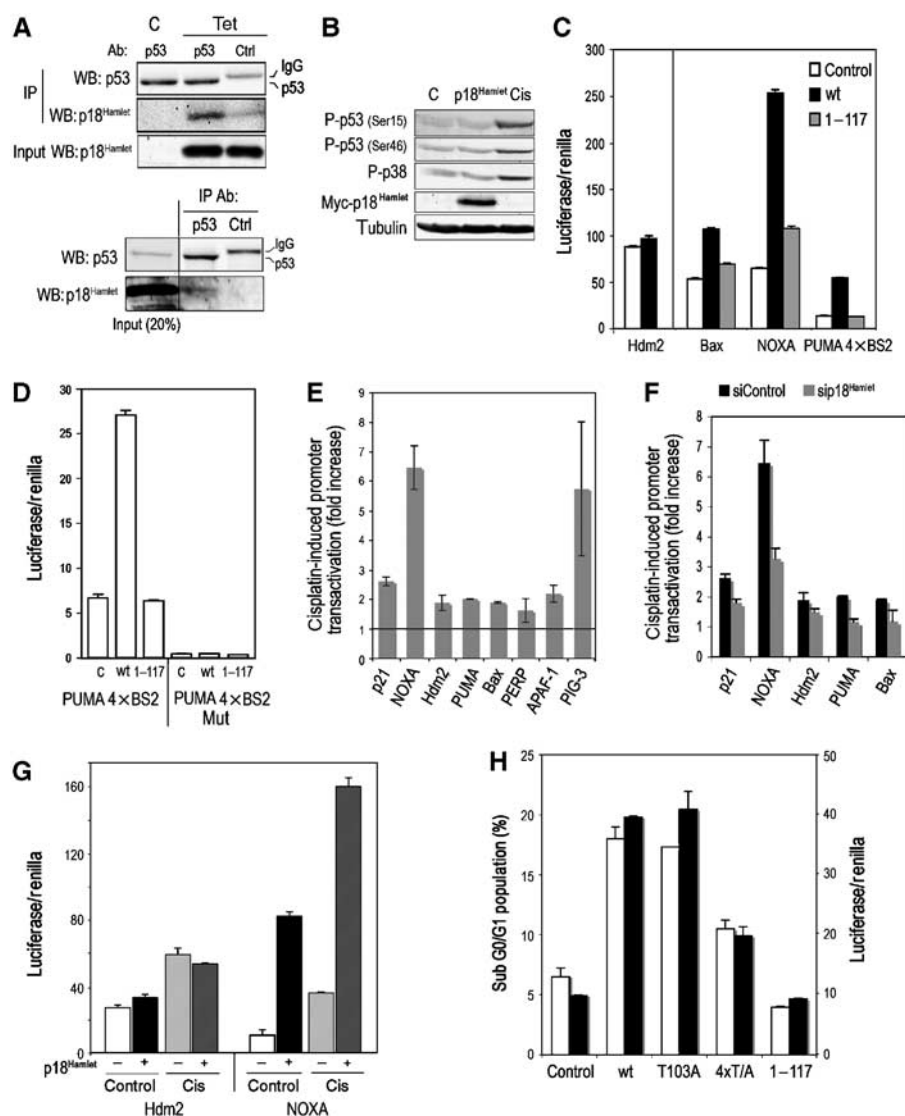 A
C Tet
Ab: p53 p53 Ctrl
IP
WB: p53
IgG
p53
WB:p18Hamlet
Input WB:p18Hamlet
IP Ab:
p53 Ctrl
WB: p53
IgG
p53
WB:p18Hamlet
Input (20%)
B
C p18Hamlet Cis
P-p53 (Ser15)
P-p53 (Ser46)
P-p38
Myc-p18Hamlet
Tubulin
C
Luciferase/renilla
300
250
200
150
100
50
0
Control
wt
1–117
Hdm2 Bax NOXA PUMA 4×BS2
D
Luciferase/renilla
30
25
20
15
10
5
0
C wt 1–117 C wt 1–117
PUMA 4×BS2 PUMA 4×BS2
Mut
E
Cisplatin-induced promoter
transactivation (fold increase)
9
8
7
6
5
4
3
2
1
0
p21 NOXA Hdm2 PUMA Bax PERP APAF-1 PIG-3
F
siControl sip18Hamlet
Cisplatin-induced promoter
transactivation (fold increase)
8
7
6
5
4
3
2
1
0
p21 NOXA Hdm2 PUMA Bax
G
Luciferase/renilla
160
120
80
40
0
p18Hamlet – + – + – + – +
Control Cis Control Cis
Hdm2 NOXA
H
Sub G0/G1 population (%)
25
20
15
10
5
0
50
40
30
20
10
0
Luciferase/renilla
Control wt T103A 4xT/A 1–117